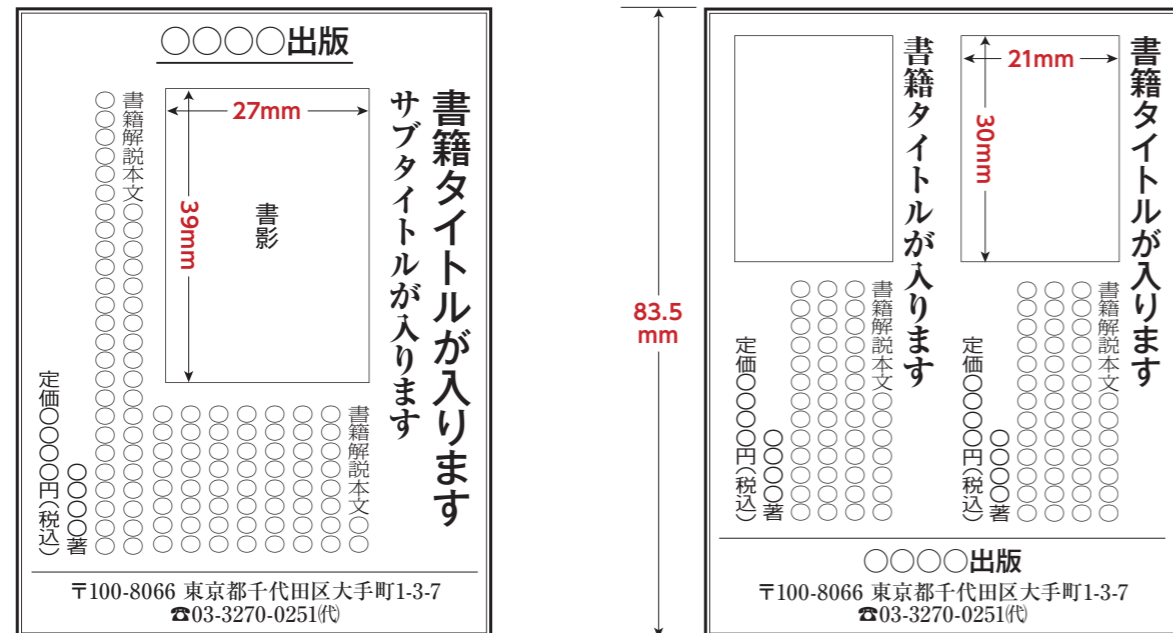 ○○○○出版
書籍タイトルが入ります
サブタイトルが入ります
27mm
39mm
書影
書籍解説本文○○
○○○○○○○○
○○○○○○○○
○○○○○○○○
○○○○○○○○
○○○○○○○○
○○○○○○○○
○○○○○○○○
書籍解説本文○○○○○○○○○○○○○○○○○○○
○○○○○○○○○○○○○○○○○○○○○○○○○
○○○○著
定価○○○○円(税込)
〒100-8066 東京都千代田区大手町1-3-7
☎03-3270-0251㈹
83.5
mm
書籍タイトルが入ります
21mm
30mm
書籍解説本文○○○○○○○
○○○○○○○○○○○○○
○○○○○○○○○○○○○
○○○○○○○○○○○○○
○○○○著
定価○○○○円(税込)
書籍タイトルが入ります
書籍解説本文○○○○○○○
○○○○○○○○○○○○○
○○○○○○○○○○○○○
○○○○○○○○○○○○○
○○○○著
定価○○○○円(税込)
○○○○出版
〒100-8066 東京都千代田区大手町1-3-7
☎03-3270-0251㈹